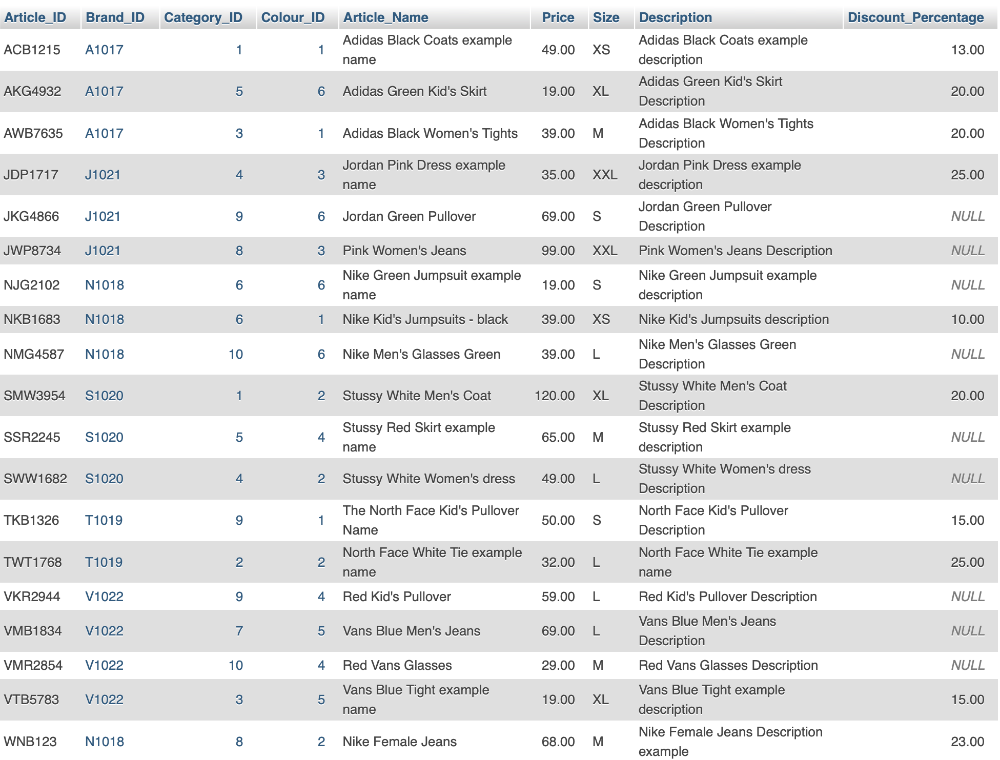 Article_ID Brand_ID Category_ID Colour_ID Article_Name Price Size Description Discount_Percentage
ACB1215 A1017 1 1 Adidas Black Coats example name 49.00 XS Adidas Black Coats example description 13.00
AKG4932 A1017 5 6 Adidas Green Kid's Skirt 19.00 XL Adidas Green Kid's Skirt Description 20.00
AWB7635 A1017 3 1 Adidas Black Women's Tights 39.00 M Adidas Black Women's Tights Description 20.00
JDP1717 J1021 4 3 Jordan Pink Dress example name 35.00 XXL Jordan Pink Dress example description 25.00
JKG4866 J1021 9 6 Jordan Green Pullover 69.00 S Jordan Green Pullover Description NULL
JWP8734 J1021 8 3 Pink Women's Jeans 99.00 XXL Pink Women's Jeans Description NULL
NJG2102 N1018 6 6 Nike Green Jumpsuit example name 19.00 S Nike Green Jumpsuit example description NULL
NKB1683 N1018 6 1 Nike Kid's Jumpsuits - black 39.00 XS Nike Kid's Jumpsuits description 10.00
NMG4587 N1018 10 6 Nike Men's Glasses Green 39.00 L Nike Men's Glasses Green Description NULL
SMW3954 S1020 1 2 Stussy White Men's Coat 120.00 XL Stussy White Men's Coat Description 20.00
SSR2245 S1020 5 4 Stussy Red Skirt example name 65.00 M Stussy Red Skirt example description NULL
SWW1682 S1020 4 2 Stussy White Women's dress 49.00 L Stussy White Women's dress Description NULL
TKB1326 T1019 9 1 The North Face Kid's Pullover Name 50.00 S North Face Kid's Pullover Description 15.00
TWT1768 T1019 2 2 North Face White Tie example name 32.00 L North Face White Tie example name 25.00
VKR2944 V1022 9 4 Red Kid's Pullover 59.00 L Red Kid's Pullover Description NULL
VMB1834 V1022 7 5 Vans Blue Men's Jeans 69.00 L Vans Blue Men's Jeans Description NULL
VMR2854 V1022 10 4 Red Vans Glasses 29.00 M Red Vans Glasses Description NULL
VTB5783 V1022 3 5 Vans Blue Tight example name 19.00 XL Vans Blue Tight example description 15.00
WNB123 N1018 8 2 Nike Female Jeans 68.00 M Nike Female Jeans Description example 23.00